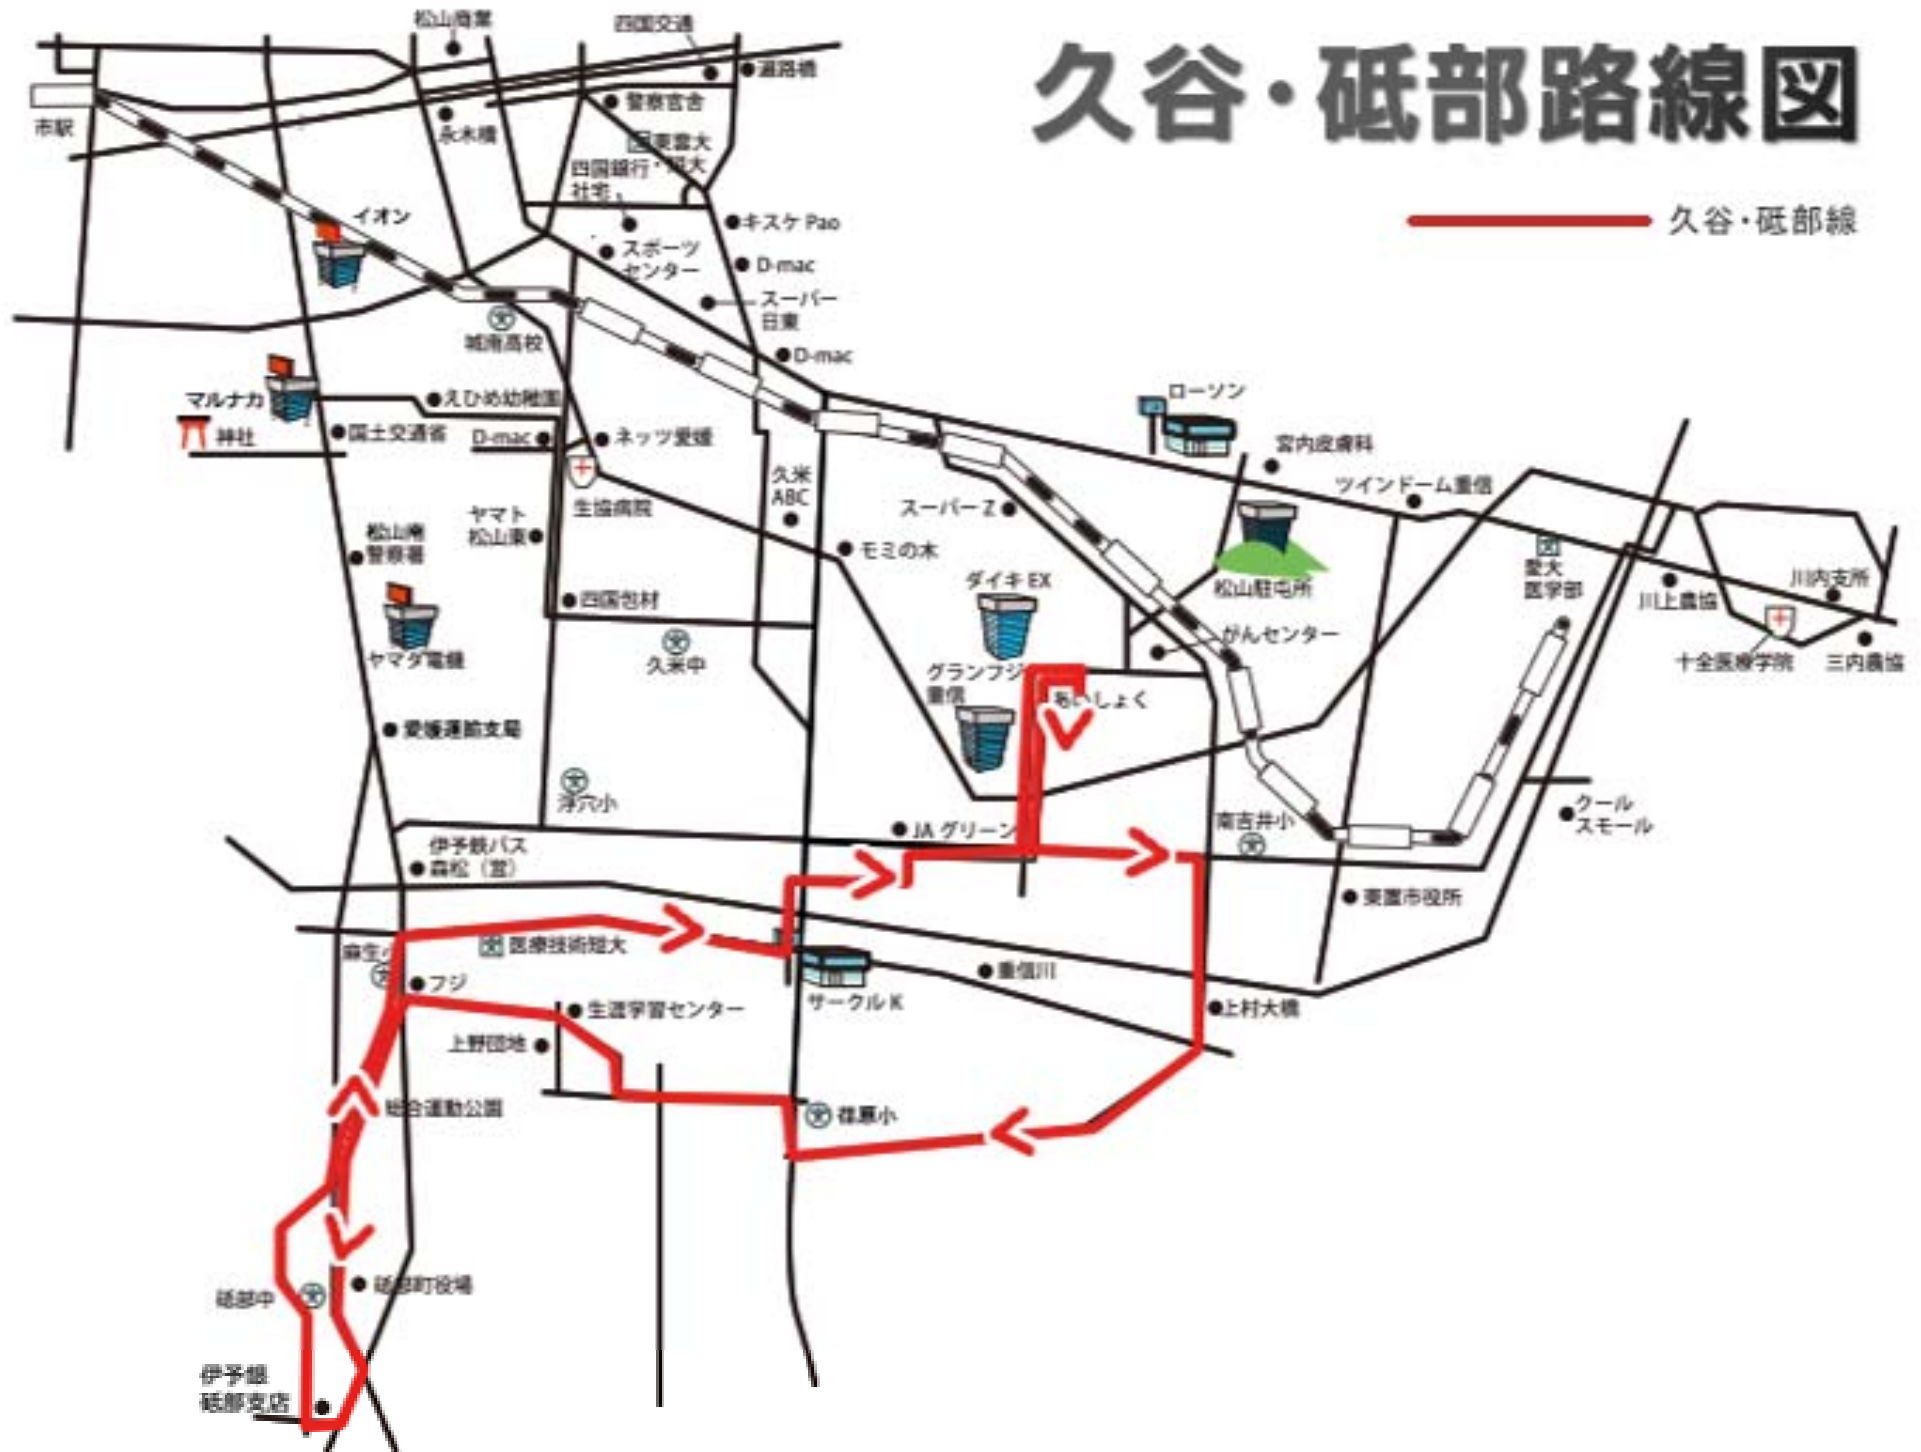 久谷・砥部路線図
久谷・砥部線
松山商業
四国交通
遍路橋
市駅
永木橋
警察官舎
東雲大
四国銀行
社宅
イオン
キスケ Pao
スポーツ
センター
D-mac
スーパー
日東
城南高校
D-mac
マルナカ
えひめ幼稚園
神社
国土交通省
D-mac
ネッツ愛媛
ローソン
宮内皮膚科
久米
ABC
ツインドーム重信
生協病院
ヤマト
松山東
スーパー Z
松山南
警察署
モミの木
ダイキ EX
松山駐屯所
愛大
医学部
川上農協
川内支所
四国包材
がんセンター
久米中
ヤマダ電機
十全医療学院
三内農協
グランフジ
重信
あいしょく
愛媛運輸支局
浮穴小
JA グリーン
南吉井小
クール
スモール
伊予鉄バス
森松（営）
東温市役所
麻生小
医療技術短大
フジ
重信川
サークル K
生涯学習センター
上村大橋
上野団地
総合運動公園
荏原小
砥部中
砥部町役場
伊予銀
砥部支店